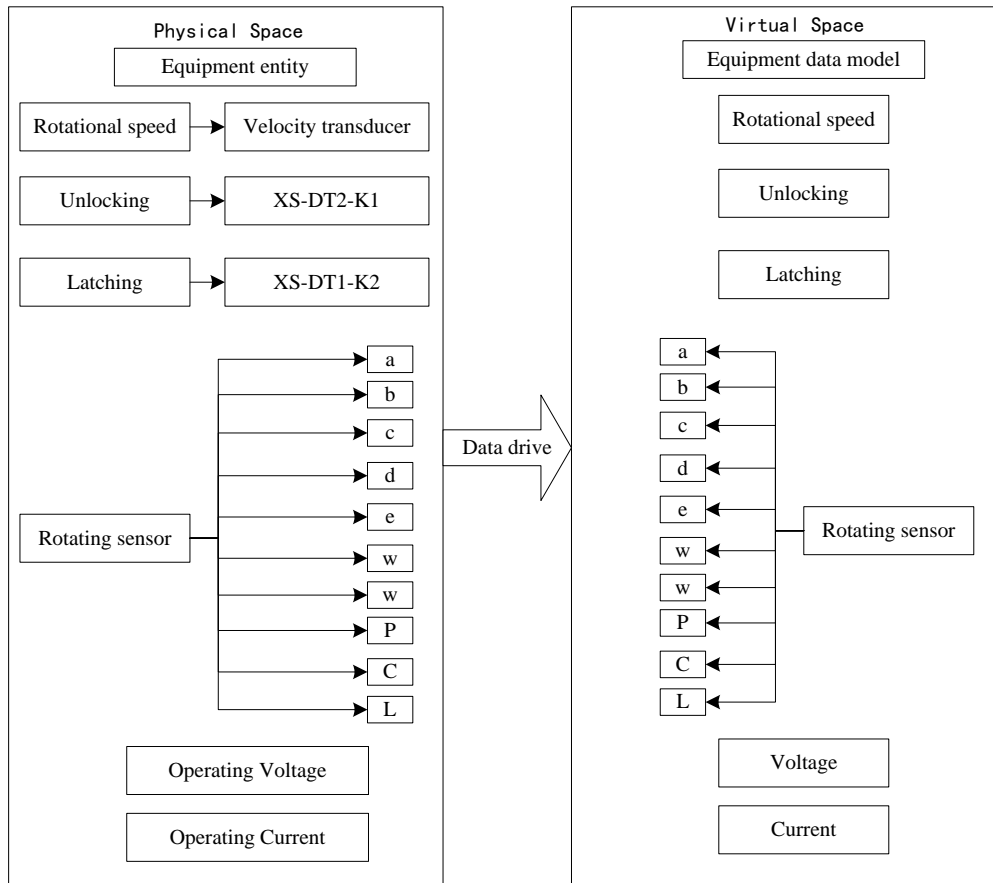 Physical Space
Equipment entity
Rotational speed
Velocity transducer
Unlocking
XS-DT2-K1
Latching
XS-DT1-K2
Rotating sensor
a
b
c
d
e
w
w
P
C
L
Operating Voltage
Operating Current
Data drive
Virtual Space
Equipment data model
Rotational speed
Unlocking
Latching
a
b
c
d
e
w
w
P
C
L
Rotating sensor
Voltage
Current